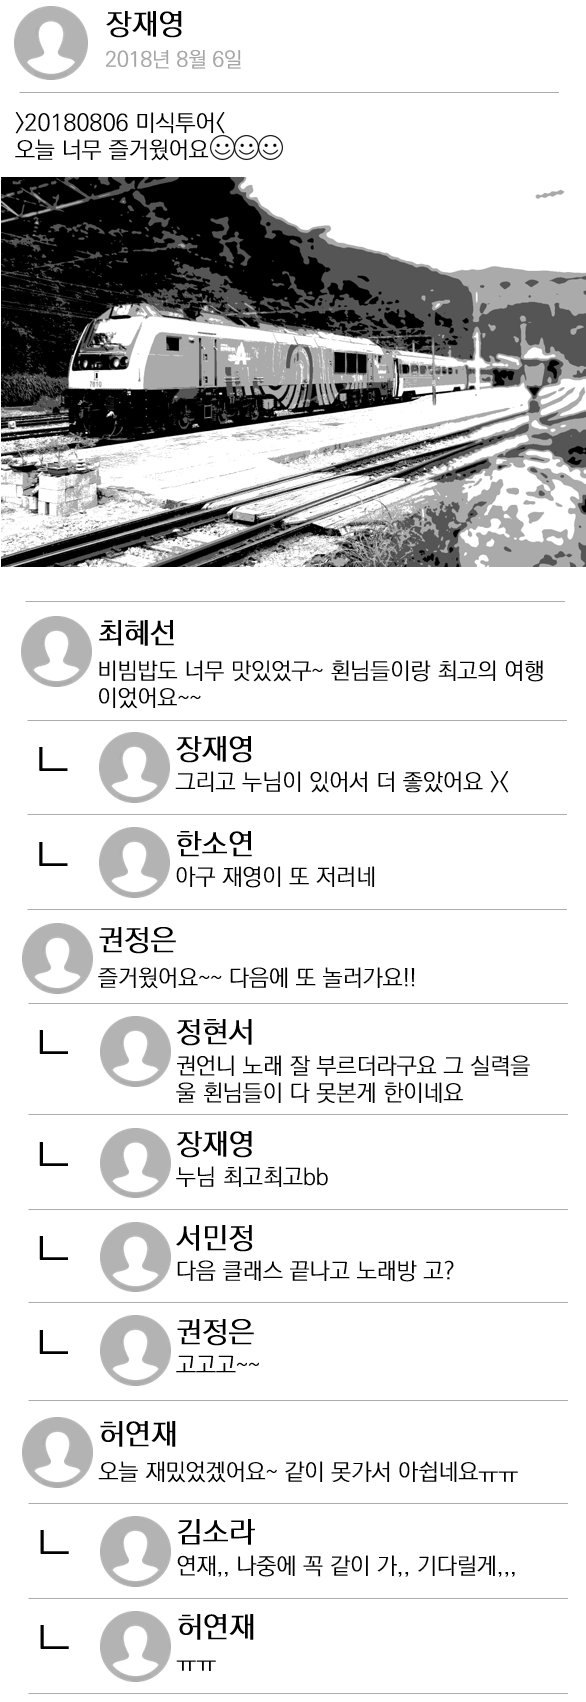 장재영
2018년 8월 6일
>20180806 미식투어<
오늘 너무 즐거웠어요☺☺☺
7810
최혜선
비빔밥도 너무 맛있었구~ 횐님들이랑 최고의 여행
이었어요~~
ㄴ 장재영
그리고 누님이 있어서 더 좋았어요 ><
ㄴ 한소연
아구 재영이 또 저러네
권정은
즐거웠어요~~ 다음에 또 놀러가요!!
ㄴ 정현서
권언니 노래 잘 부르더라구요 그 실력을
울 횐님들이 다 못본게 한이네요
ㄴ 장재영
누님 최고최고bb
ㄴ 서민정
다음 클래스 끝나고 노래방 고?
ㄴ 권정은
고고고~~
허연재
오늘 재밌었겠어요~ 같이 못가서 아쉽네요ㅠㅠ
ㄴ 김소라
연재,, 나중에 꼭 같이 가,, 기다릴게,,,
ㄴ 허연재
ㅠㅠ